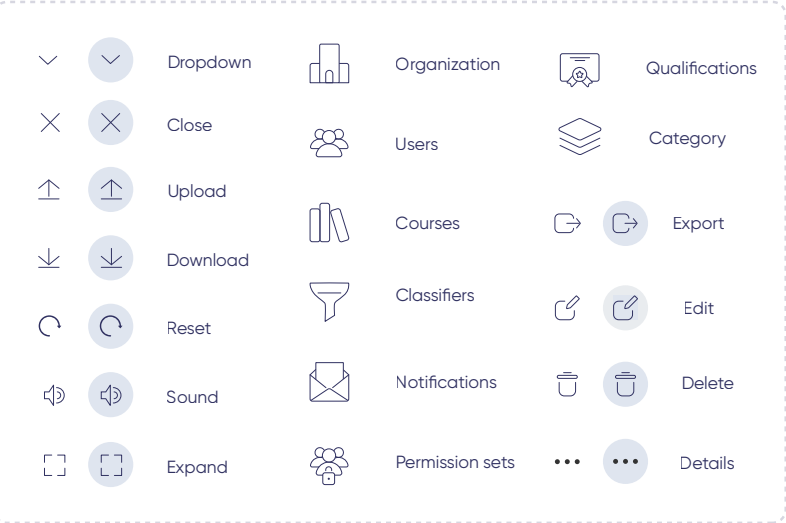 Dropdown
Close
Upload
Download
Reset
Sound
Expand
Organization
Users
Courses
Classifiers
Notifications
Permission sets
Qualifications
Category
Export
Edit
Delete
Details